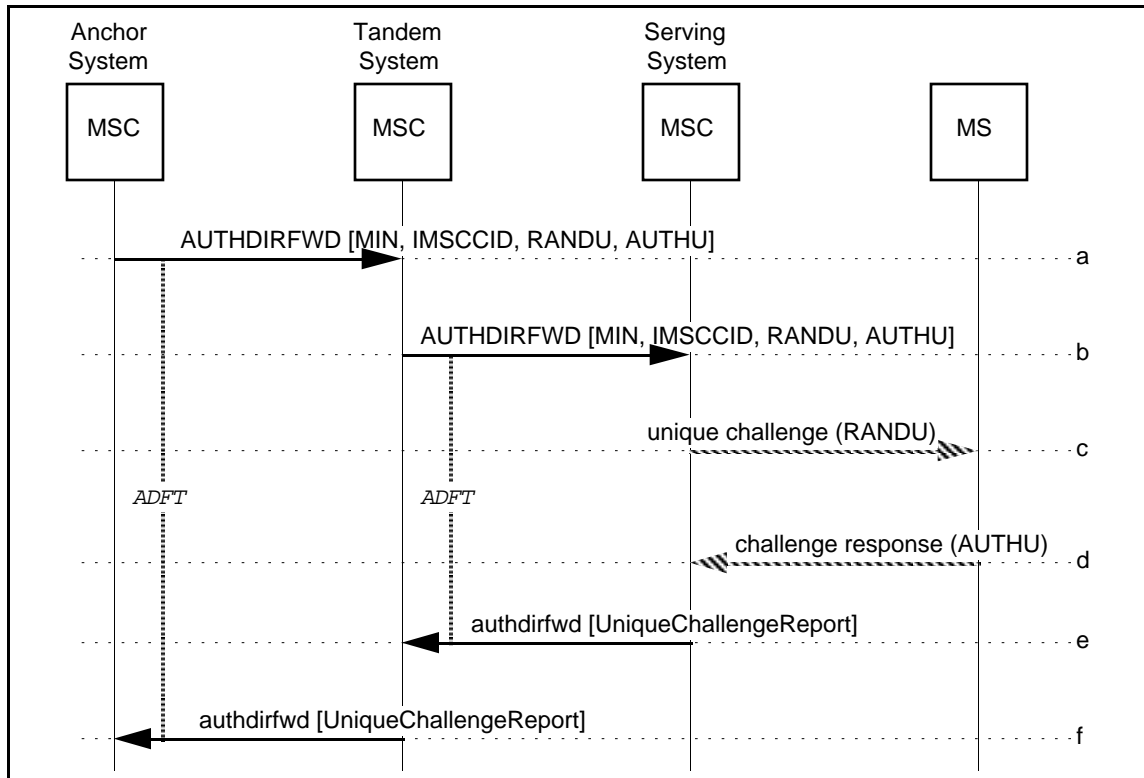 Anchor
System
Tandem
System
Serving
System
MSC
MSC
MSC
MS
AUTHDIRFWD [MIN, IMSCCID, RANDU, AUTHU]
a
AUTHDIRFWD [MIN, IMSCCID, RANDU, AUTHU]
b
unique challenge (RANDU)
c
ADFT
ADFT
challenge response (AUTHU)
d
authdirfwd [UniqueChallengeReport]
e
authdirfwd [UniqueChallengeReport]
f